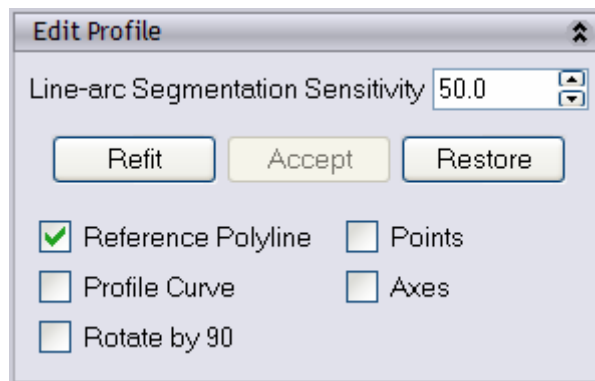 Edit Profile
Line-arc Segmentation Sensitivity 50.0
Refit Accept Restore
Reference Polyline Points
Profile Curve Axes
Rotate by 90